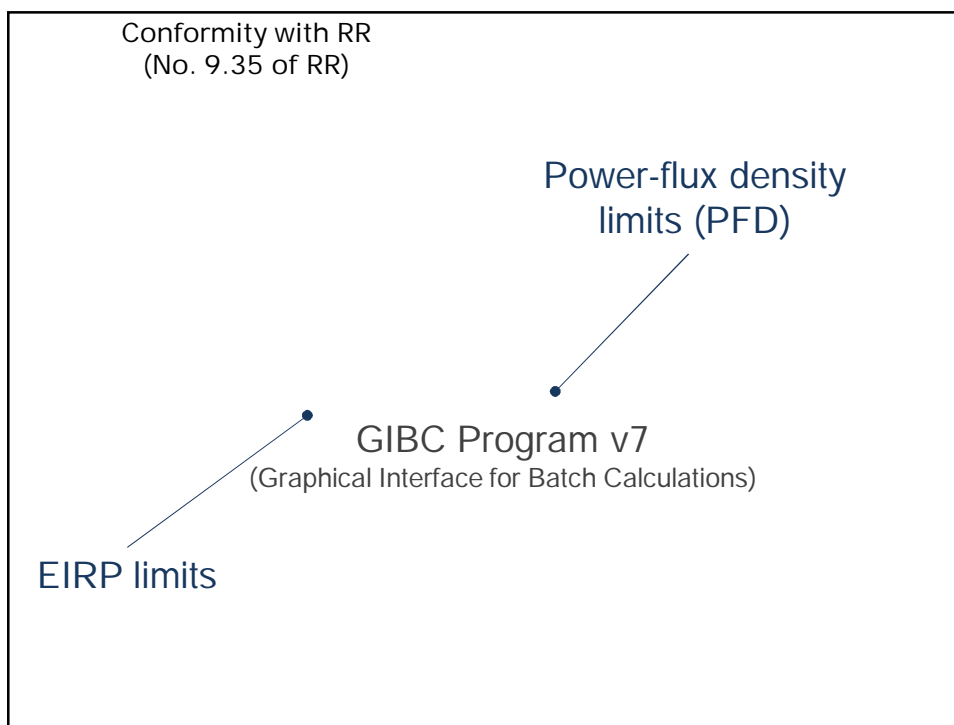 Conformity with RR
(No. 9.35 of RR)
Power-flux density
limits (PFD)
GIBC Program v7
(Graphical Interface for Batch Calculations)
EIRP limits